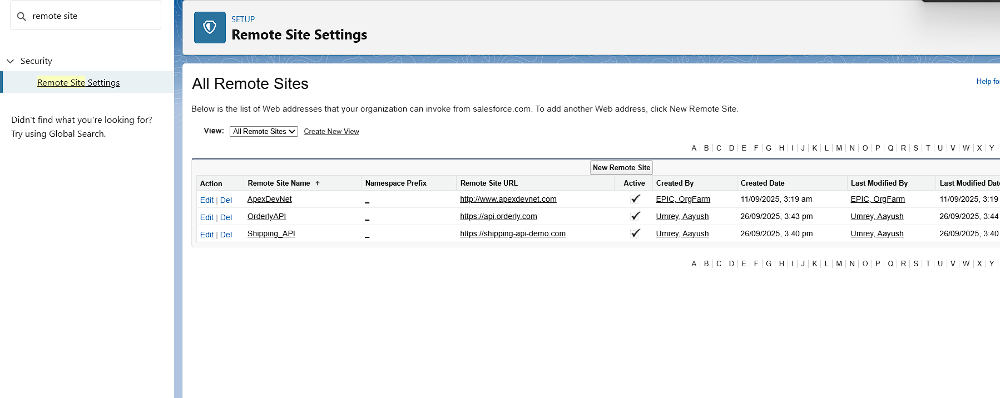 remote site
Security
Remote Site Settings
Didn't find what you're looking for?
Try using Global Search.
SETUP
Remote Site Settings
All Remote Sites
Help for
Below is the list of Web addresses that your organization can invoke from salesforce.com. To add another Web address, click New Remote Site.
View: All Remote Sites Create New View
A | B | C | D | E | F | G | H | I | J | K | L | M | N | O | P | Q | R | S | T | U | V | W | X | Y |
New Remote Site
Action Remote Site Name ↑ Namespace Prefix Remote Site URL Active Created By Created Date Last Modified By Last Modified Date
Edit | Del ApexDevNet _ http://www.apexdevnet.com ✓ EPIC, OrgFarm 11/09/2025, 3:19 am EPIC, OrgFarm 11/09/2025, 3:19
Edit | Del OrderlyAPI _ https://api.orderly.com ✓ Umrey, Aayush 26/09/2025, 3:43 pm Umrey, Aayush 26/09/2025, 3:44
Edit | Del Shipping_API _ https://shipping-api-demo.com ✓ Umrey, Aayush 26/09/2025, 3:40 pm Umrey, Aayush 26/09/2025, 3:40
A | B | C | D | E | F | G | H | I | J | K | L | M | N | O | P | Q | R | S | T | U | V | W | X | Y |